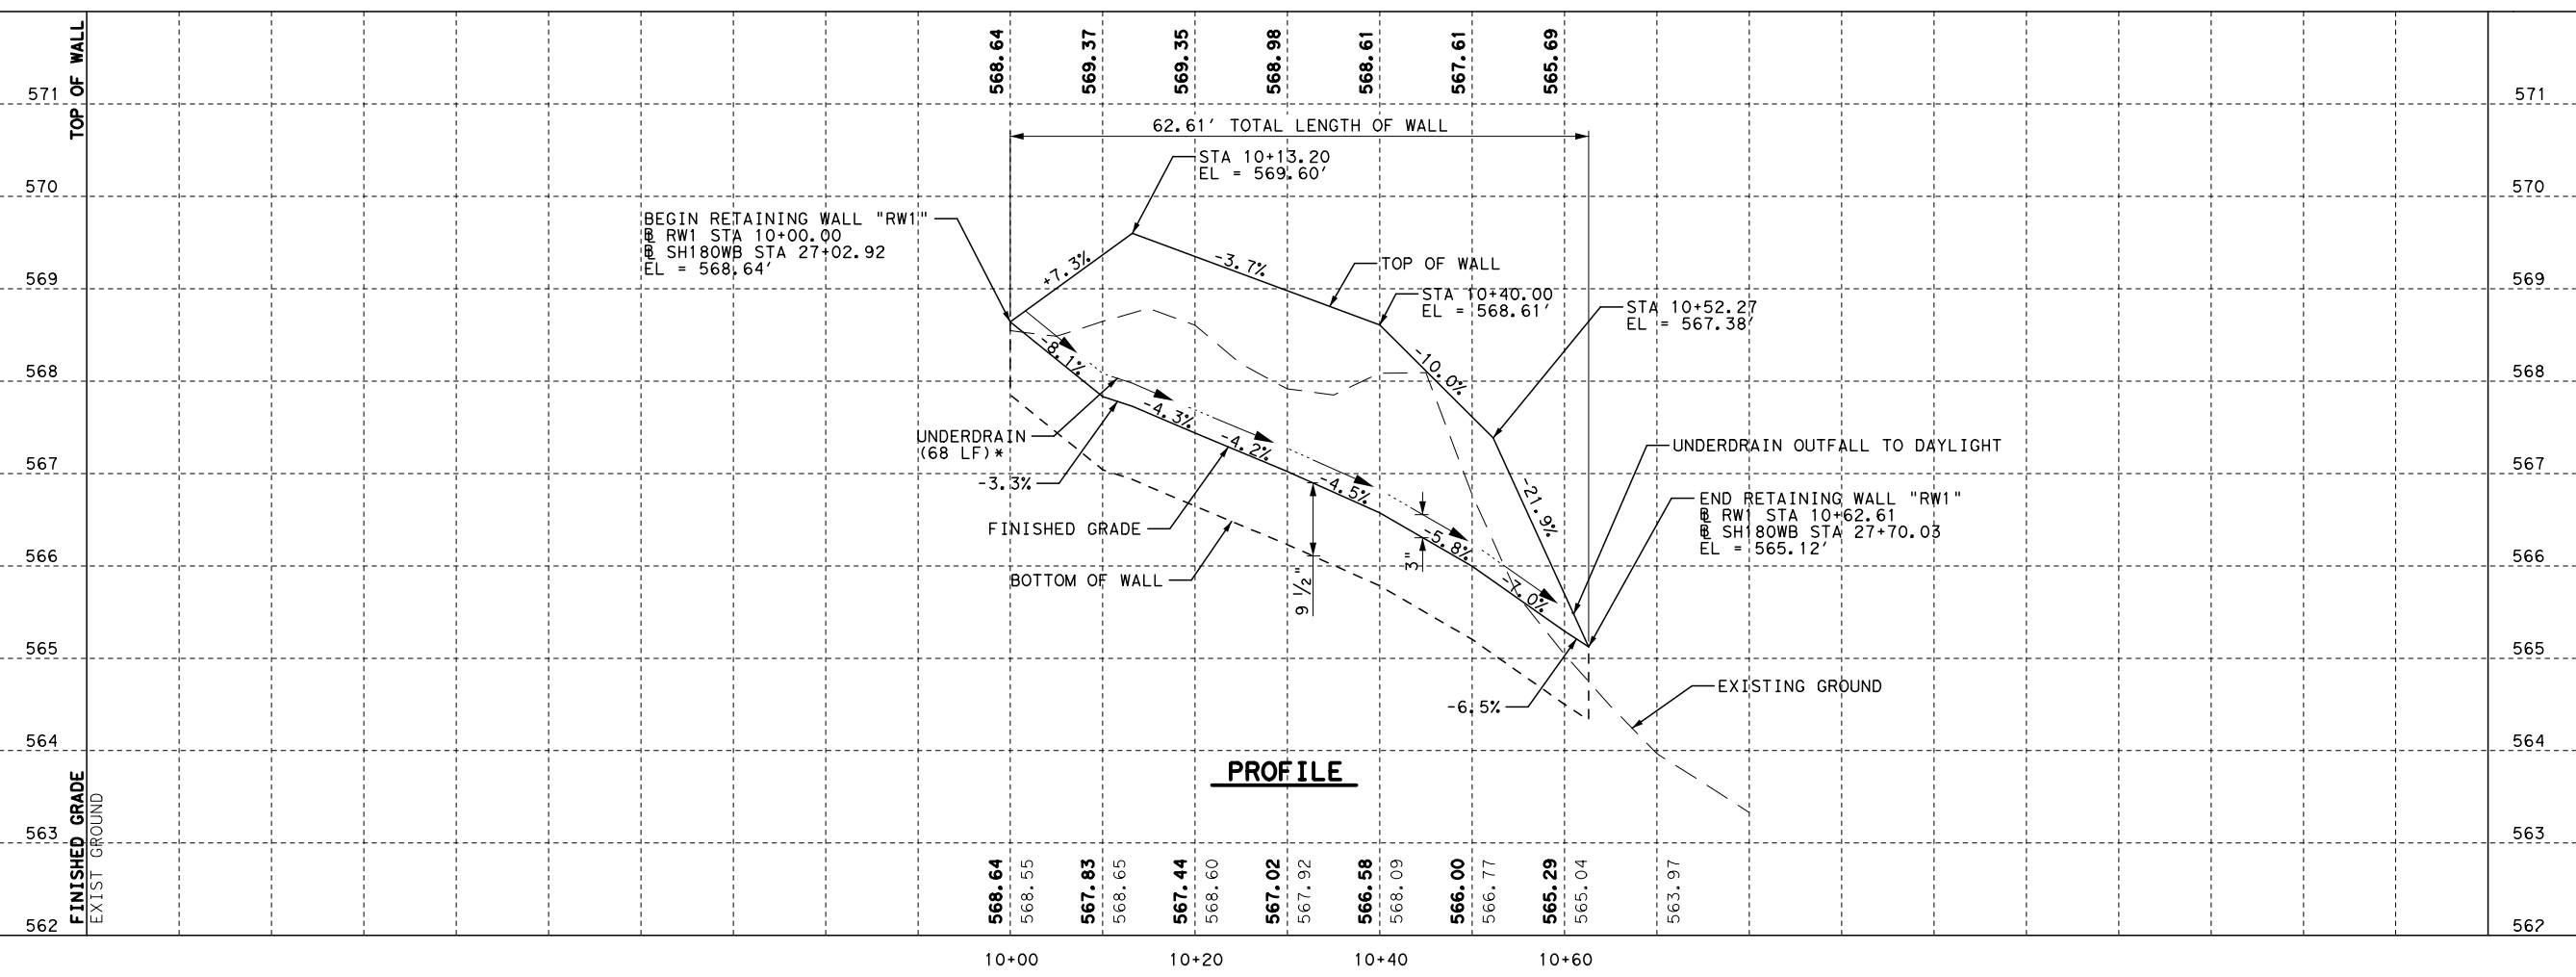 TOP OF WALL
568.64
569.37
569.35
568.98
568.61
567.61
565.69
571
571
62.61' TOTAL LENGTH OF WALL
STA 10+13.20
EL = 569.60'
570
570
BEGIN RETAINING WALL "RW1"
℄ RW1 STA 10+00.00
℄ SH180WB STA 27+02.92
EL = 568.64'
+7.3%
-3.7%
TOP OF WALL
569
569
STA 10+40.00
EL = 568.61'
STA 10+52.27
EL = 567.38'
-8.1%
-10.0%
568
568
-4.3%
UNDERDRAIN
(68 LF)*
-4.2%
UNDERDRAIN OUTFALL TO DAYLIGHT
567
567
-3.3%
-4.5%
-21.9%
END RETAINING WALL "RW1"
℄ RW1 STA 10+62.61
℄ SH180WB STA 27+70.03
EL = 565.12'
FINISHED GRADE
-5.8%
3"
566
566
BOTTOM OF WALL
9 1/2"
-7.0%
565
565
EXISTING GROUND
-6.5%
564
564
PROFILE
FINISHED GRADE
EXIST GROUND
563
563
568.64
568.55
567.83
568.65
567.44
568.60
567.02
567.92
566.58
568.09
566.00
566.77
565.29
565.04
563.97
562
562
10+00
10+20
10+40
10+60